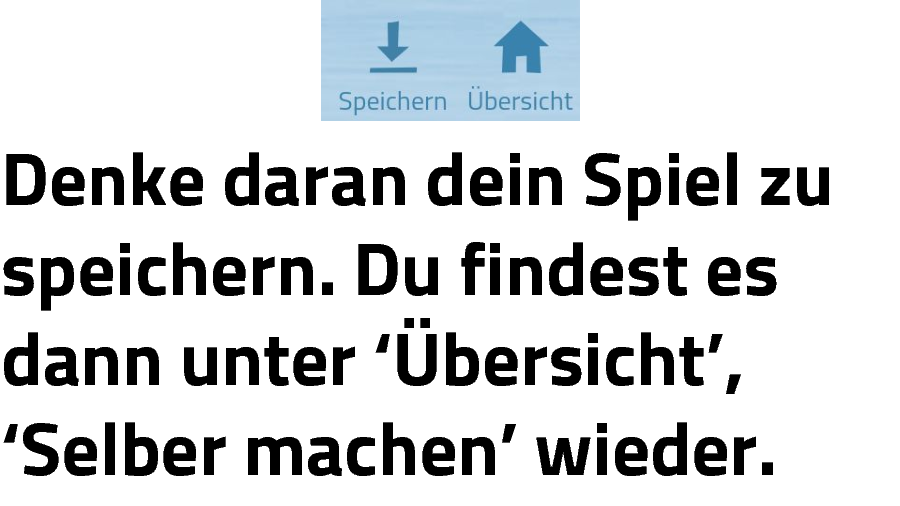 Speichern Übersicht
Denke daran dein Spiel zu
speichern. Du findest es
dann unter ‘Übersicht’,
‘Selber machen’ wieder.